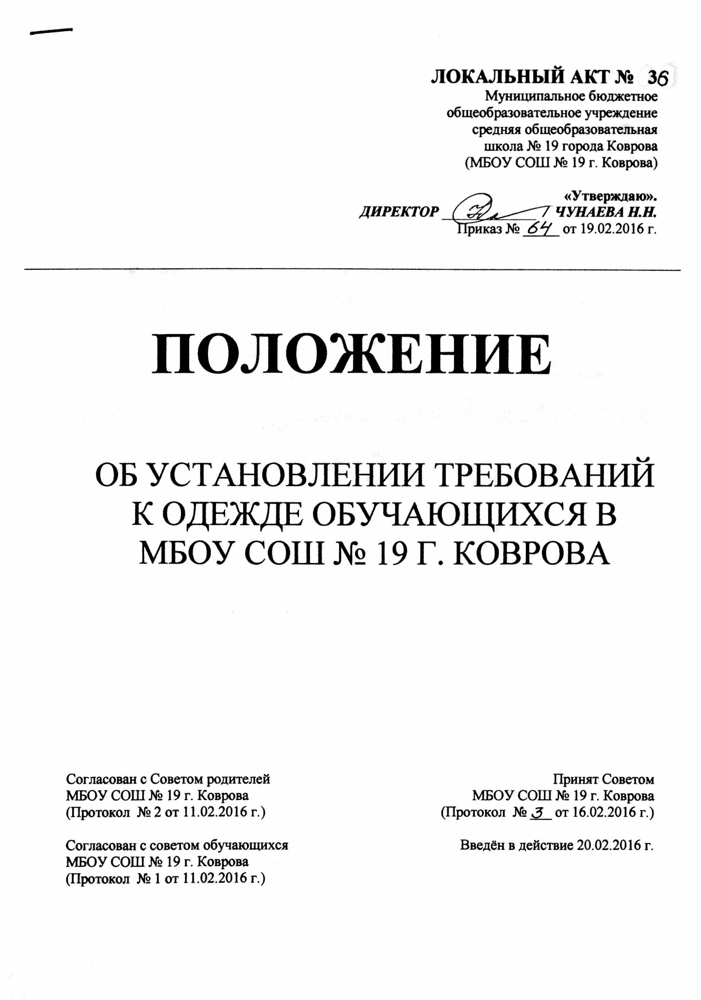 ЛОКАЛЬНЫЙ АКТ № 36
Муниципальное бюджетное
общеобразовательное учреждение
средняя общеобразовательная
школа № 19 города Коврова
(МБОУ СОШ № 19 г. Коврова)
«Утверждаю».
ДИРЕКТОР ЧУНАЕВА Н.Н.
Приказ № 64 от 19.02.2016 г.
ПОЛОЖЕНИЕ
ОБ УСТАНОВЛЕНИИ ТРЕБОВАНИЙ
К ОДЕЖДЕ ОБУЧАЮЩИХСЯ В
МБОУ СОШ № 19 Г. КОВРОВА
Согласован с Советом родителей
МБОУ СОШ № 19 г. Коврова
(Протокол № 2 от 11.02.2016 г.)
Согласован с советом обучающихся
МБОУ СОШ № 19 г. Коврова
(Протокол № 1 от 11.02.2016 г.)
Принят Советом
МБОУ СОШ № 19 г. Коврова
(Протокол № 3 от 16.02.2016 г.)
Введён в действие 20.02.2016 г.